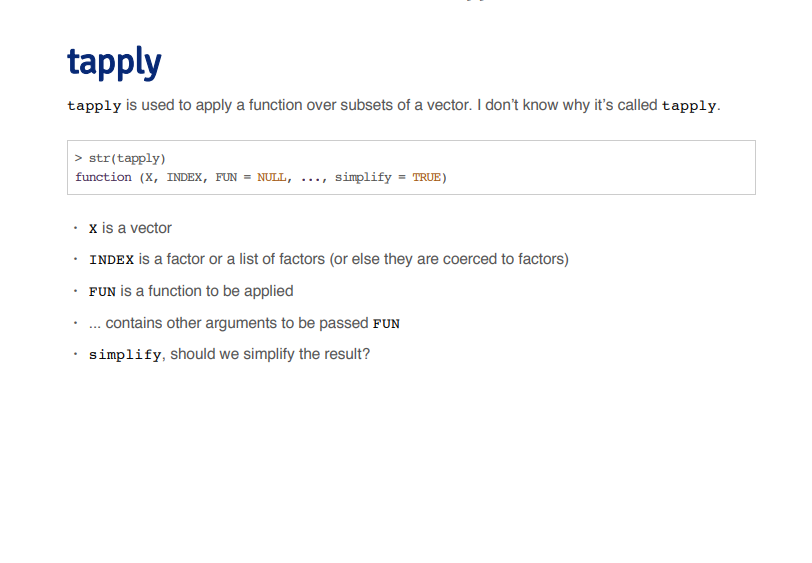 tapply
tapply is used to apply a function over subsets of a vector. I don’t know why it’s called tapply.
> str(tapply)
function (X, INDEX, FUN = NULL, ..., simplify = TRUE)
· X is a vector
· INDEX is a factor or a list of factors (or else they are coerced to factors)
· FUN is a function to be applied
· ... contains other arguments to be passed FUN
· simplify, should we simplify the result?